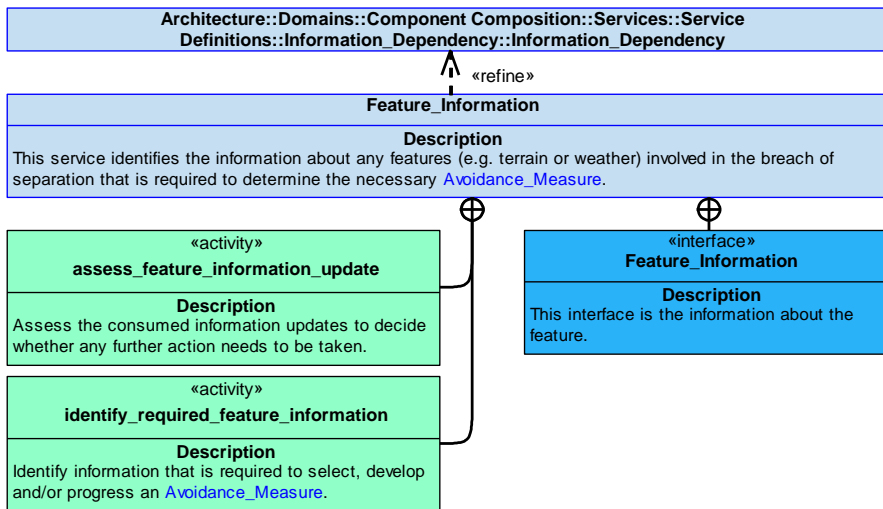 Architecture::Domains::Component Composition::Services::Service
Definitions::Information_Dependency::Information_Dependency
«refine»
Feature_Information
Description
This service identifies the information about any features (e.g. terrain or weather) involved in the breach of
separation that is required to determine the necessary Avoidance_Measure.
«activity»
assess_feature_information_update
Description
Assess the consumed information updates to decide
whether any further action needs to be taken.
«interface»
Feature_Information
Description
This interface is the information about the
feature.
«activity»
identify_required_feature_information
Description
Identify information that is required to select, develop
and/or progress an Avoidance_Measure.